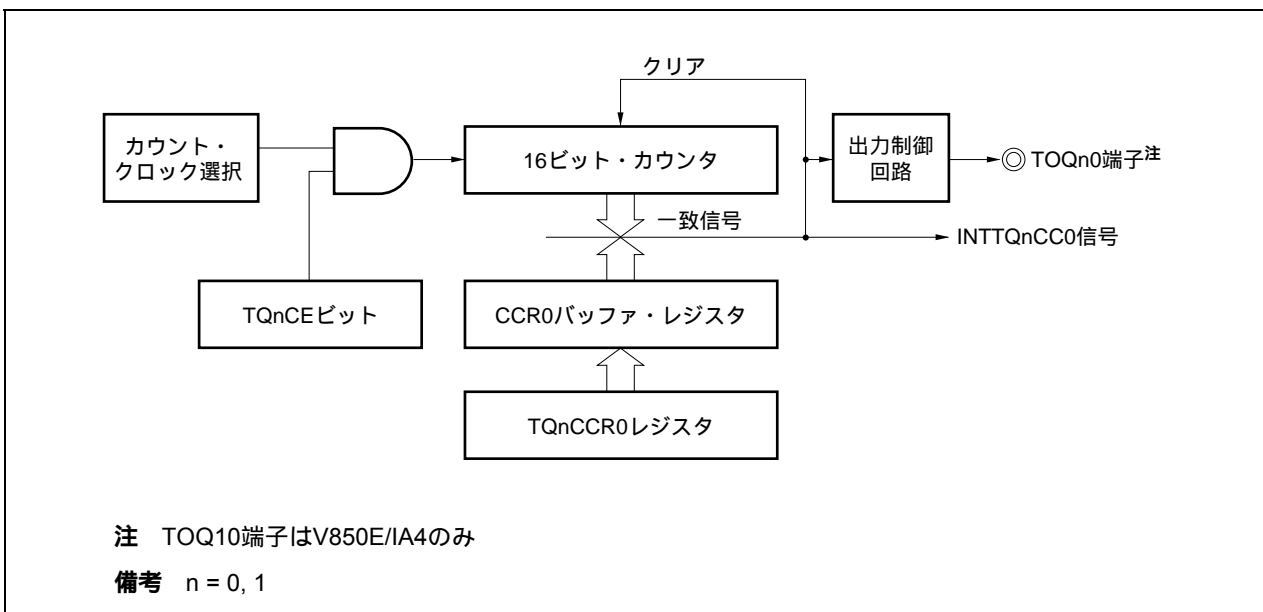 クリア
カウント・
クロック選択
16ビット・カウンタ
出力制御
回路
TOQn0端子注
一致信号
INTTQnCC0信号
TQnCEビット
CCR0バッファ・レジスタ
TQnCCR0レジスタ
注 TOQ10端子はV850E/IA4のみ
備考 n = 0, 1